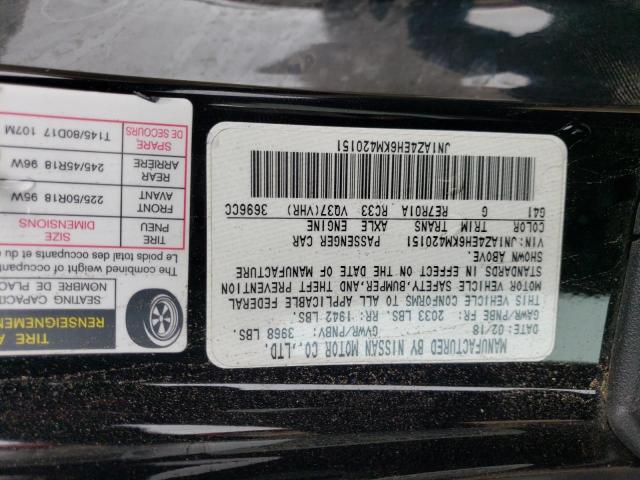 MANUFACTURED BY NISSAN MOTOR CO.,LTD.
DATE:02/18 GVWR/PNBV: 3968 LBS.
GAWR/PNBE FR: 2033 LBS. RR: 1942 LBS.
THIS VEHICLE CONFORMS TO ALL APPLICABLE FEDERAL
MOTOR VEHICLE SAFETY,BUMPER,AND THEFT PREVENTION
STANDARDS IN EFFECT ON THE DATE OF MANUFACTURE
SHOWN ABOVE.
VIN:JN1AZ4EH6KM420151 PASSENGER CAR
COLOR TRIM TRANS AXLE ENGINE
G41 G RE7R01A RC33 VQ37(VHR) 3696CC
JN1AZ4EH6KM420151
TIRE A
RENSEIGNEMEN
SEATING CAPACI
NOMBRE DE PLAC
The combined weight of occupant
Le poids total des occupants et du c
TIRE SIZE
PNEU DIMENSIONS
FRONT
AVANT 225/50R18 95W
REAR
ARRIÈRE 245/45R18 96W
SPARE
DE SECOURS T145/80D17 107M